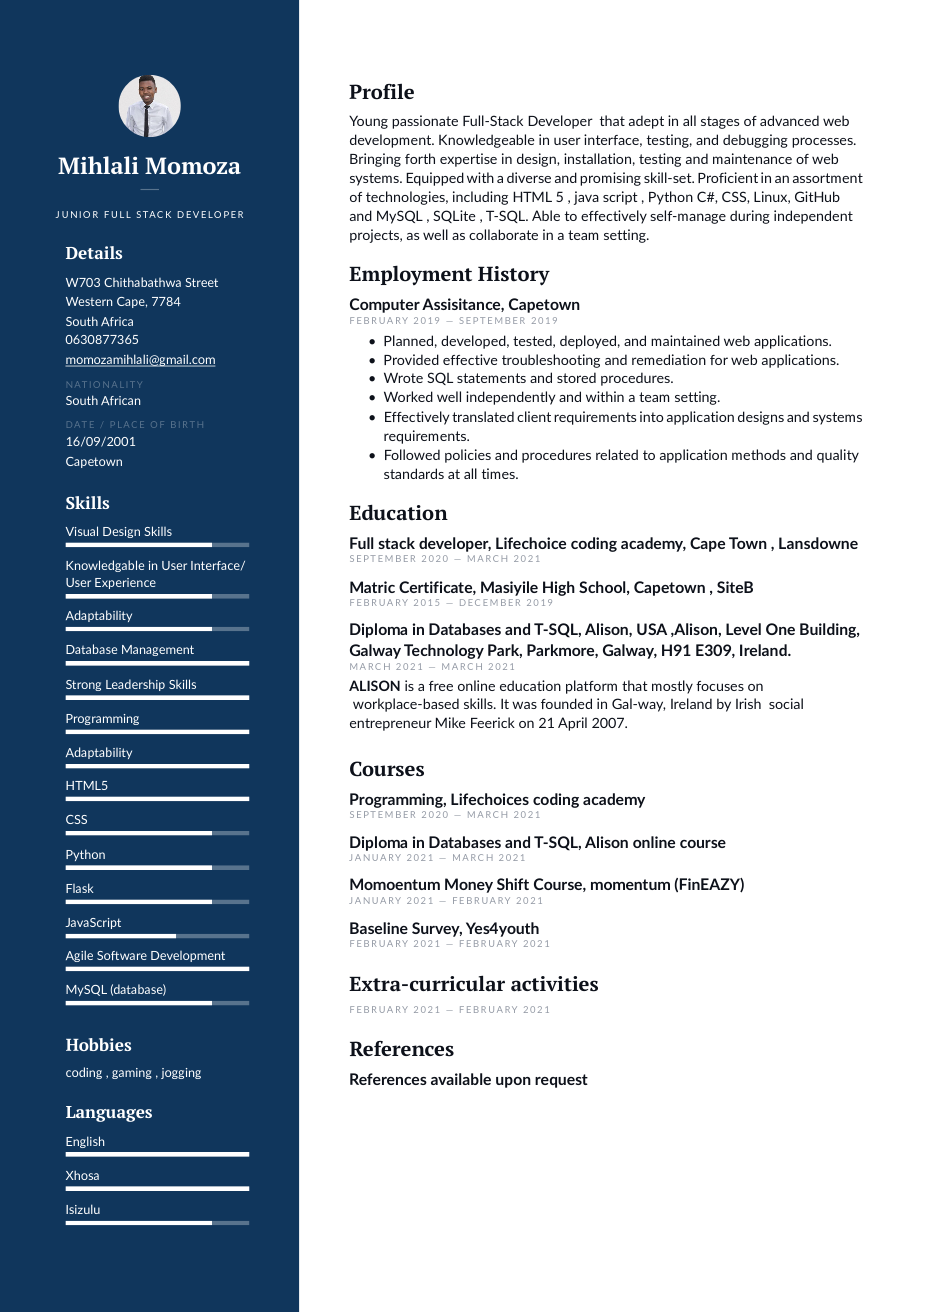 Mihlali Momoza
JUNIOR FULL STACK DEVELOPER
Details
W703 Chithabathwa Street
Western Cape, 7784
South Africa
0630877365
momozamihlali@gmail.com
NATIONALITY
South African
DATE / PLACE OF BIRTH
16/09/2001
Capetown
Skills
Visual Design Skills
Knowledgable in User Interface/
User Experience
Adaptability
Database Management
Strong Leadership Skills
Programming
Adaptability
HTML5
CSS
Python
Flask
JavaScript
Agile Software Development
MySQL (database)
Hobbies
coding , gaming , jogging
Languages
English
Xhosa
Isizulu
Profile
Young passionate Full-Stack Developer  that adept in all stages of advanced web
development. Knowledgeable in user interface, testing, and debugging processes.
Bringing forth expertise in design, installation, testing and maintenance of web
systems. Equipped with a diverse and promising skill-set. Proficient in an assortment
of technologies, including HTML 5 , java script , Python C#, CSS, Linux, GitHub
and MySQL , SQLite , T-SQL. Able to effectively self-manage during independent
projects, as well as collaborate in a team setting.
Employment History
Computer Assisitance, Capetown
FEBRUARY 2019 — SEPTEMBER 2019
• Planned, developed, tested, deployed, and maintained web applications.
• Provided effective troubleshooting and remediation for web applications.
• Wrote SQL statements and stored procedures.
• Worked well independently and within a team setting.
• Effectively translated client requirements into application designs and systems
requirements.
• Followed policies and procedures related to application methods and quality
standards at all times.
Education
Full stack developer, Lifechoice coding academy, Cape Town , Lansdowne
SEPTEMBER 2020 — MARCH 2021
Matric Certificate, Masiyile High School, Capetown , SiteB
FEBRUARY 2015 — DECEMBER 2019
Diploma in Databases and T-SQL, Alison, USA ,Alison, Level One Building,
Galway Technology Park, Parkmore, Galway, H91 E309, Ireland.
MARCH 2021 — MARCH 2021
ALISON is a free online education platform that mostly focuses on
workplace-based skills. It was founded in Gal-way, Ireland by Irish  social
entrepreneur Mike Feerick on 21 April 2007.
Courses
Programming, Lifechoices coding academy
SEPTEMBER 2020 — MARCH 2021
Diploma in Databases and T-SQL, Alison online course
JANUARY 2021 — MARCH 2021
Momoentum Money Shift Course, momentum (FinEAZY)
JANUARY 2021 — FEBRUARY 2021
Baseline Survey, Yes4youth
FEBRUARY 2021 — FEBRUARY 2021
Extra-curricular activities
FEBRUARY 2021 — FEBRUARY 2021
References
References available upon request